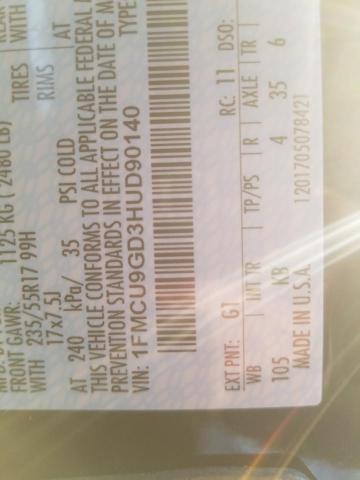 1125 KG ( 2480 LB) REAR
FRONT GAWR: WITH
WITH 235/55R17 99H TIRES
17x7.5J RIMS
AT 240 kPa/ 35 PSI COLD AT
THIS VEHICLE CONFORMS TO ALL APPLICABLE FEDERAL
PREVENTION STANDARDS IN EFFECT ON THE DATE OF M
VIN: 1FMCU9GD3HUD90140 TYPE
EXT PNT: G1 RC: 11 DSO:
WB INT TR TP/PS R AXLE TR
105 KB 4 35 6
MADE IN U.S.A. 1201705078421